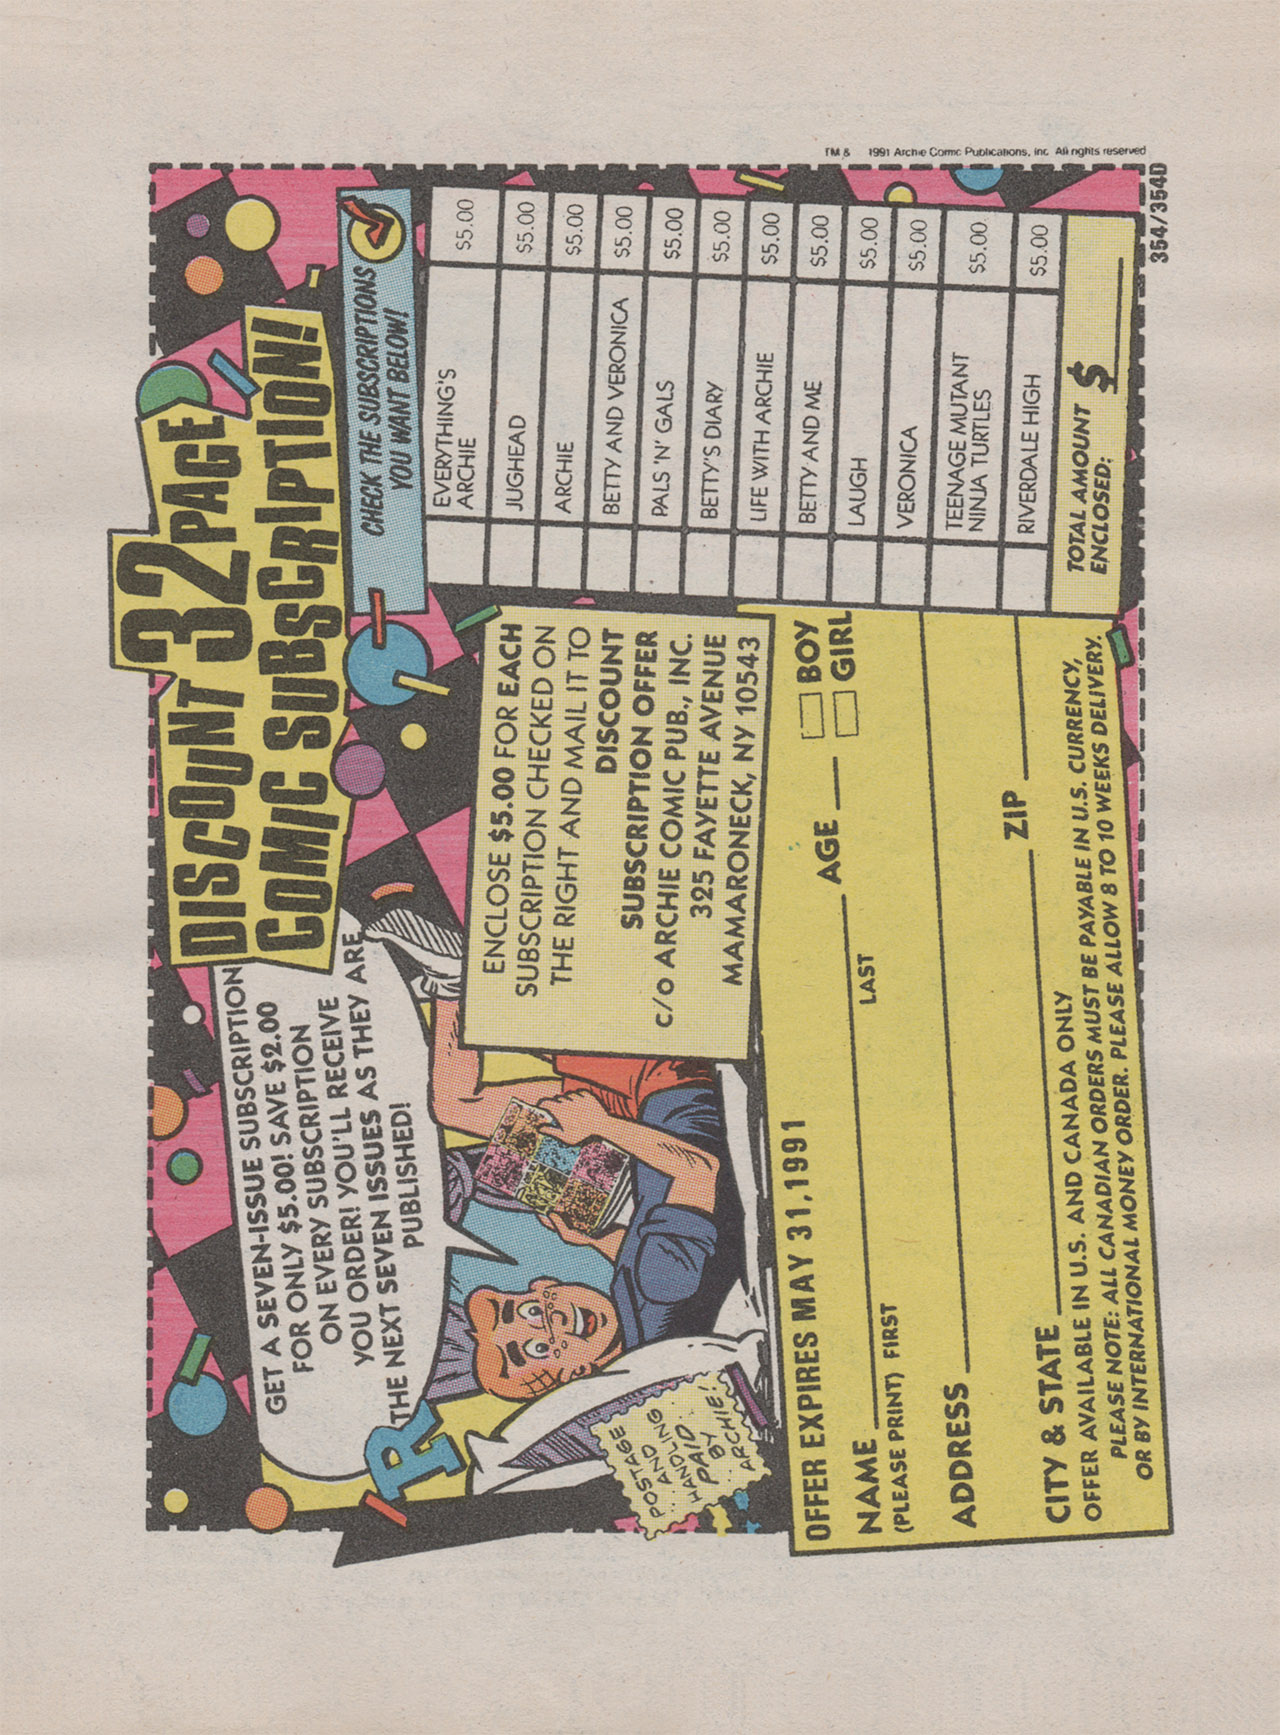 TM & 1991 Archie Comic Publications, Inc. All rights reserved
DISCOUNT 32 PAGE
COMIC SUBSCRIPTION!
GET A SEVEN-ISSUE SUBSCRIPTION
FOR ONLY $5.00! SAVE $2.00
ON EVERY SUBSCRIPTION
YOU ORDER! YOU'LL RECEIVE
THE NEXT SEVEN ISSUES AS THEY ARE
PUBLISHED!
R
POSTAGE
AND
HANDLING
PAID
BY
ARCHIE!
ENCLOSE $5.00 FOR EACH
SUBSCRIPTION CHECKED ON
THE RIGHT AND MAIL IT TO
DISCOUNT
SUBSCRIPTION OFFER
C/O ARCHIE COMIC PUB., INC.
325 FAYETTE AVENUE
MAMARONECK, NY 10543
CHECK THE SUBSCRIPTIONS
YOU WANT BELOW!
EVERYTHING'S
ARCHIE $5.00
JUGHEAD $5.00
ARCHIE $5.00
BETTY AND VERONICA $5.00
PALS 'N' GALS $5.00
BETTY'S DIARY $5.00
LIFE WITH ARCHIE $5.00
BETTY AND ME $5.00
LAUGH $5.00
VERONICA $5.00
TEENAGE MUTANT
NINJA TURTLES $5.00
RIVERDALE HIGH $5.00
TOTAL AMOUNT
ENCLOSED: $
OFFER EXPIRES MAY 31, 1991
NAME AGE BOY
GIRL
(PLEASE PRINT) FIRST LAST
ADDRESS
CITY & STATE ZIP
OFFER AVAILABLE IN U.S. AND CANADA ONLY
PLEASE NOTE: ALL CANADIAN ORDERS MUST BE PAYABLE IN U.S. CURRENCY,
OR BY INTERNATIONAL MONEY ORDER. PLEASE ALLOW 8 TO 10 WEEKS DELIVERY.
354/354D